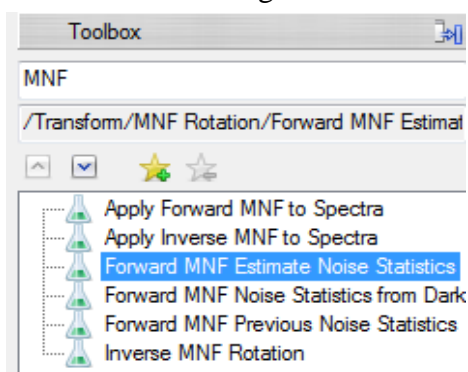 Toolbox
MNF
/Transform/MNF Rotation/Forward MNF Estimat
Apply Forward MNF to Spectra
Apply Inverse MNF to Spectra
Forward MNF Estimate Noise Statistics
Forward MNF Noise Statistics from Dark
Forward MNF Previous Noise Statistics
Inverse MNF Rotation